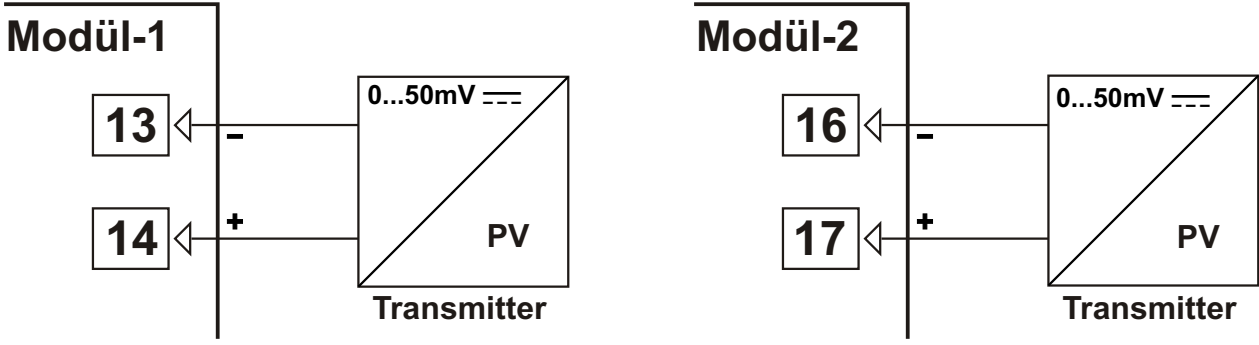 Modül-1
0...50mV
13
-
14
+
PV
Transmitter
Modül-2
0...50mV
16
-
17
+
PV
Transmitter